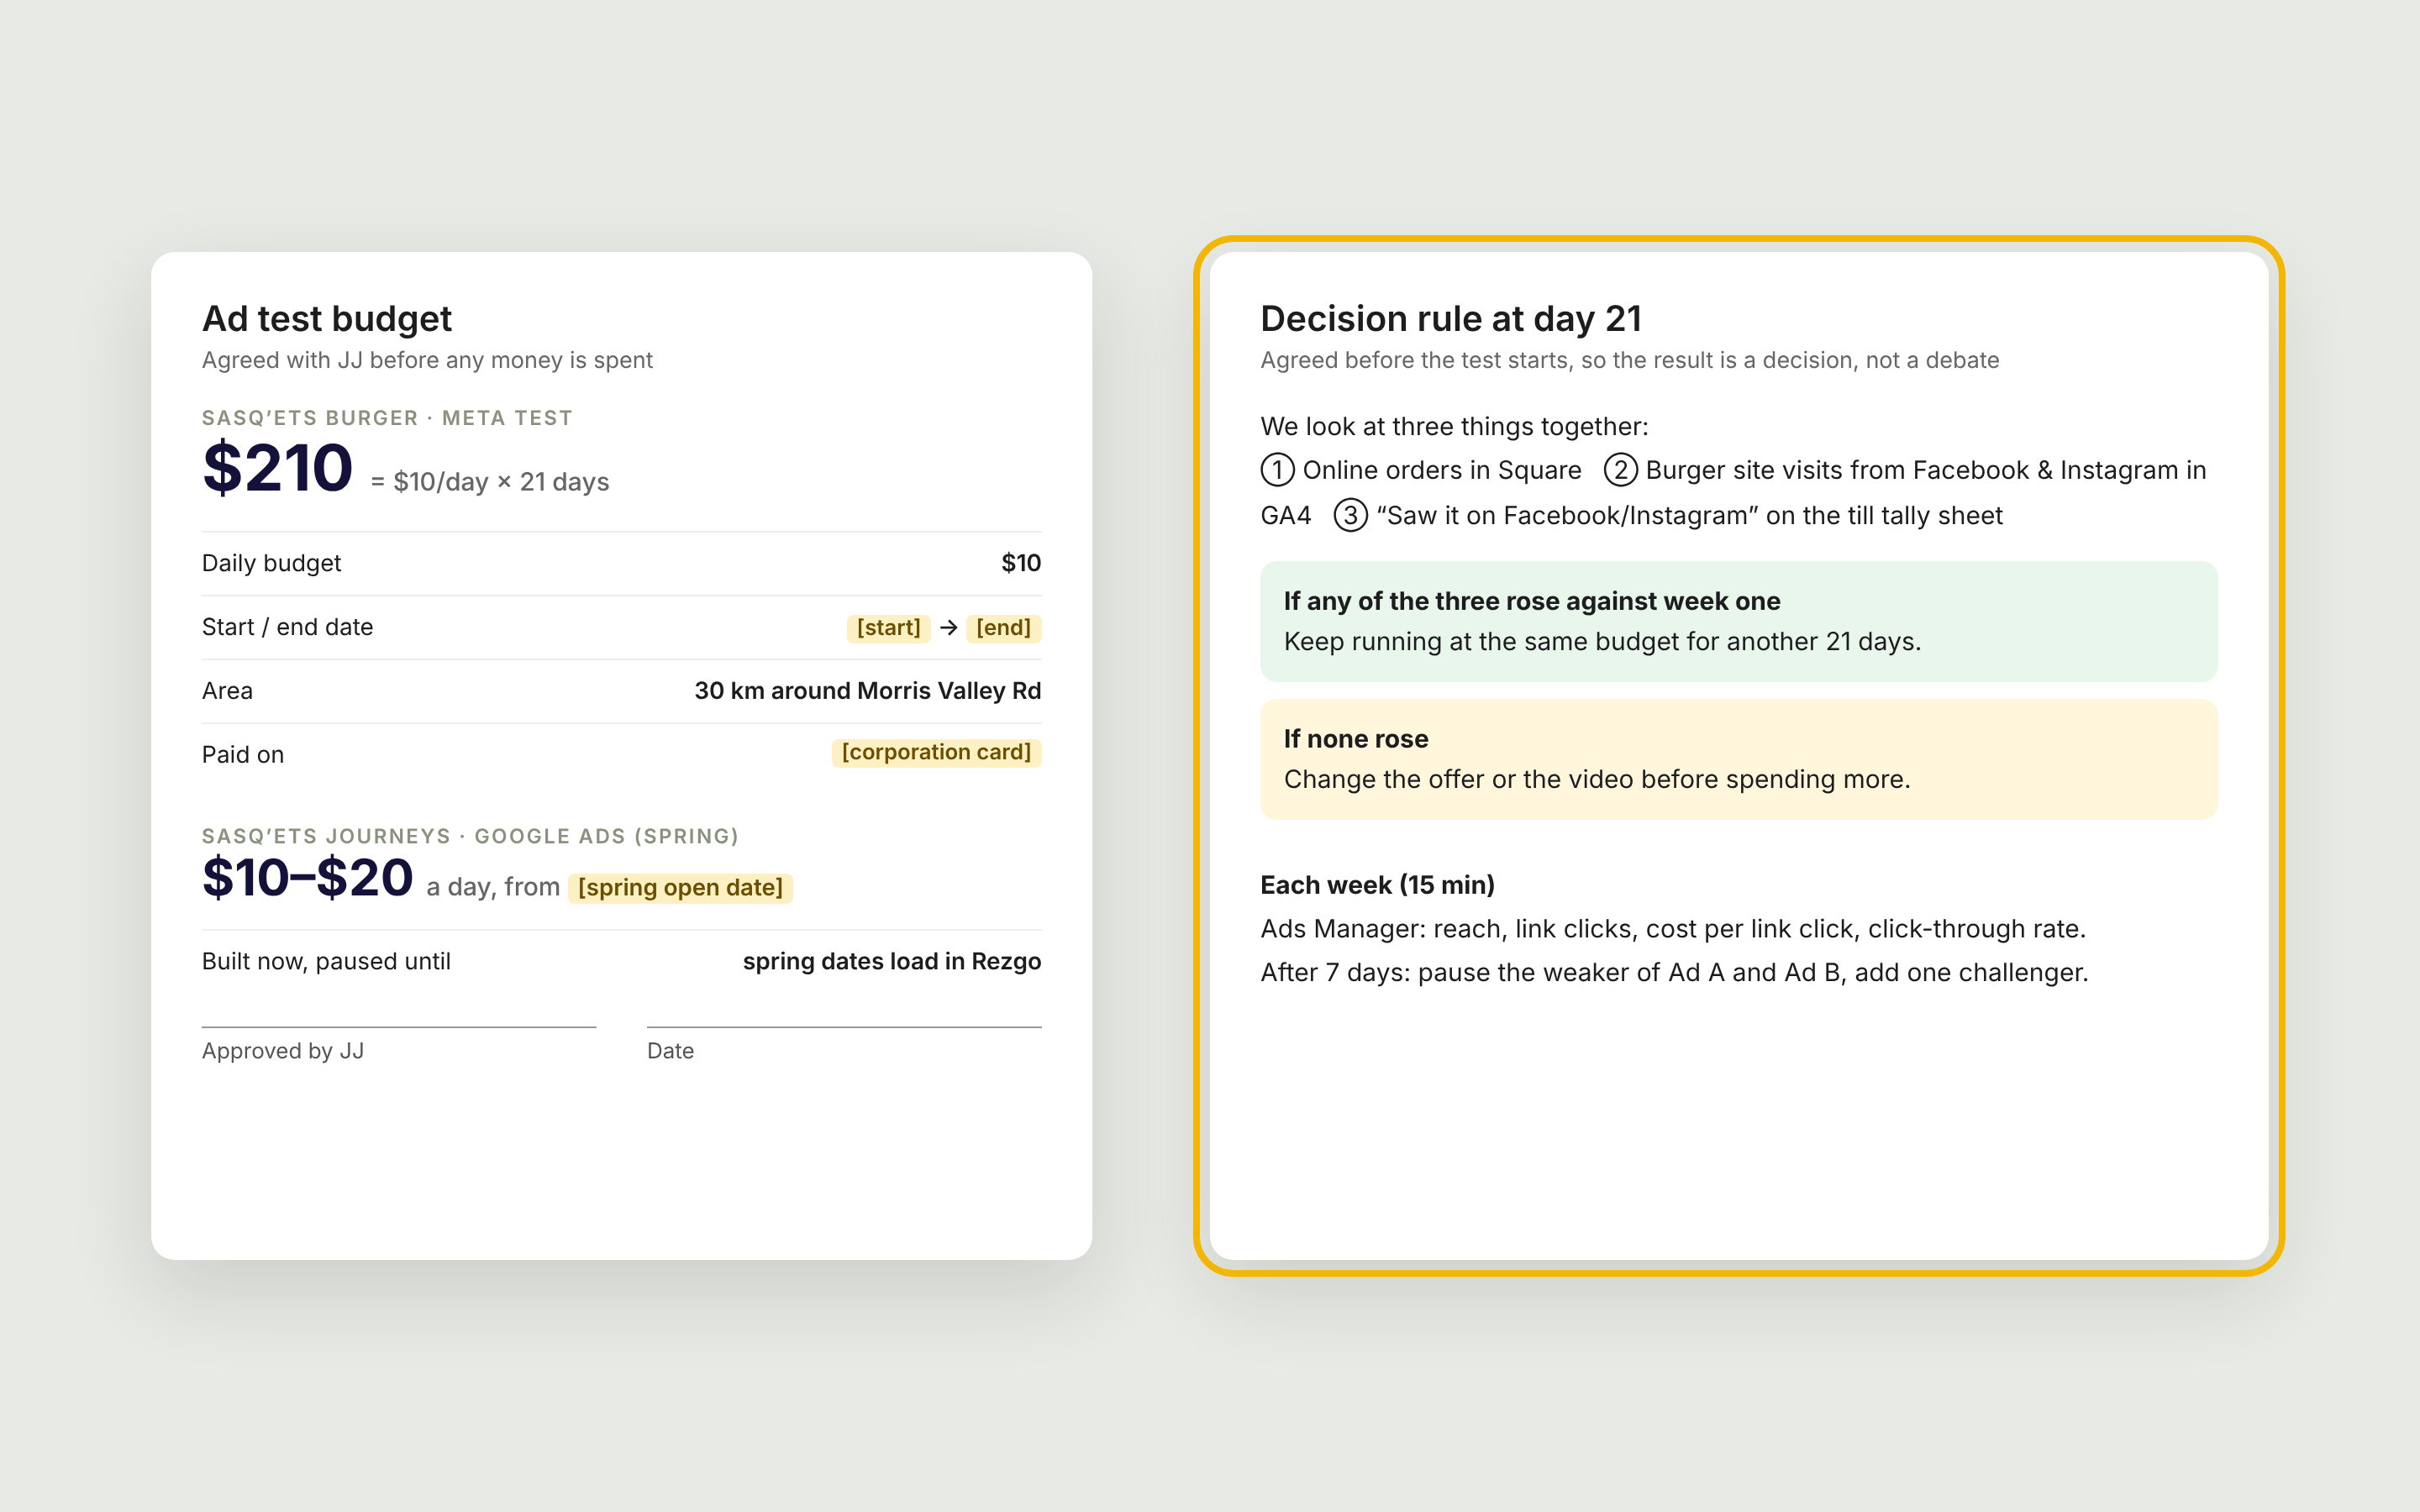 Ad test budget
Agreed with JJ before any money is spent
SASQ’ETS BURGER · META TEST
$210 = $10/day × 21 days
Daily budget $10
Start / end date [start] → [end]
Area 30 km around Morris Valley Rd
Paid on [corporation card]
SASQ’ETS JOURNEYS · GOOGLE ADS (SPRING)
$10–$20 a day, from [spring open date]
Built now, paused until spring dates load in Rezgo
Approved by JJ Date
Decision rule at day 21
Agreed before the test starts, so the result is a decision, not a debate
We look at three things together:
① Online orders in Square ② Burger site visits from Facebook & Instagram in
GA4 ③ “Saw it on Facebook/Instagram” on the till tally sheet
If any of the three rose against week one
Keep running at the same budget for another 21 days.
If none rose
Change the offer or the video before spending more.
Each week (15 min)
Ads Manager: reach, link clicks, cost per link click, click-through rate.
After 7 days: pause the weaker of Ad A and Ad B, add one challenger.